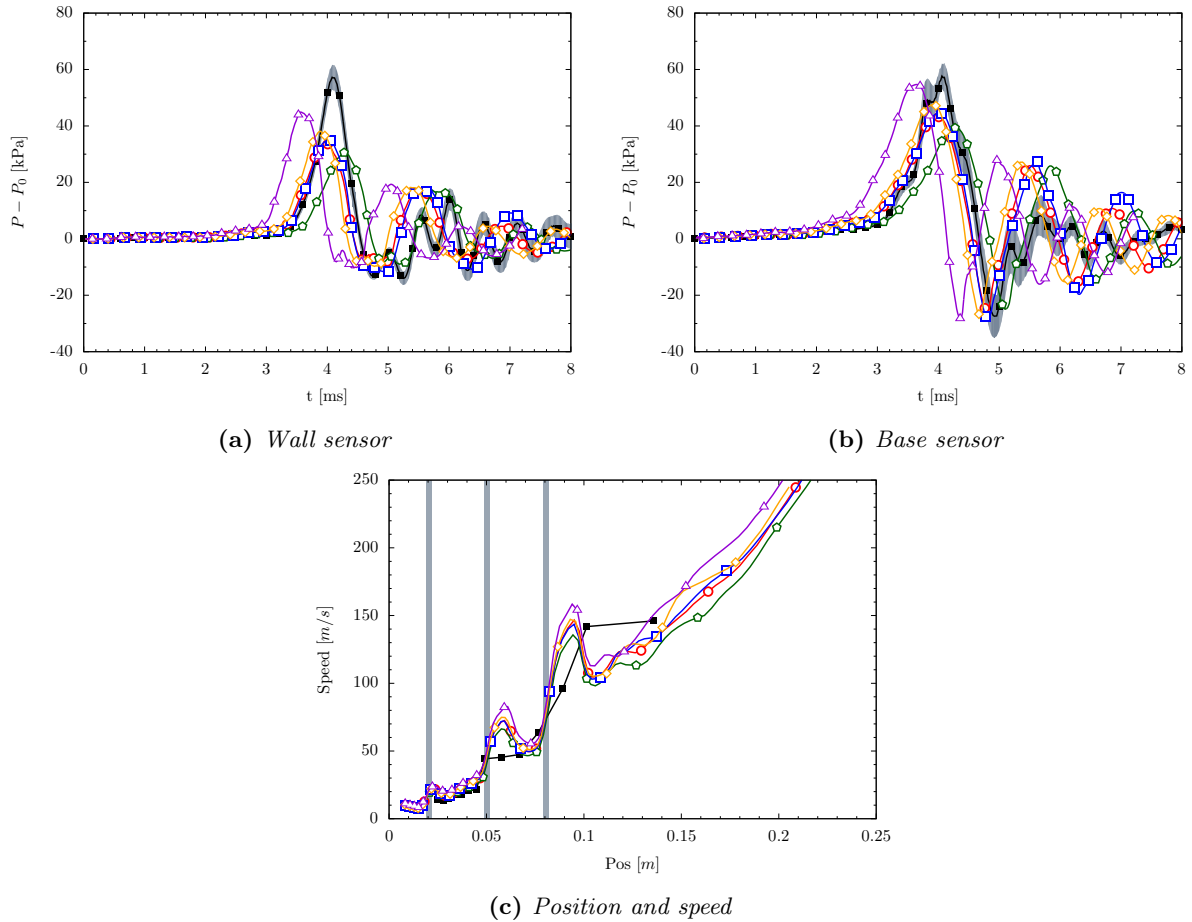 80
60
40
20
0
-20
-40
P − P₀ [kPa]
0 1 2 3 4 5 6 7 8
t [ms]
(a) Wall sensor
80
60
40
20
0
-20
-40
P − P₀ [kPa]
0 1 2 3 4 5 6 7 8
t [ms]
(b) Base sensor
250
200
150
100
50
0
Speed [m/s]
0 0.05 0.1 0.15 0.2 0.25
Pos [m]
(c) Position and speed